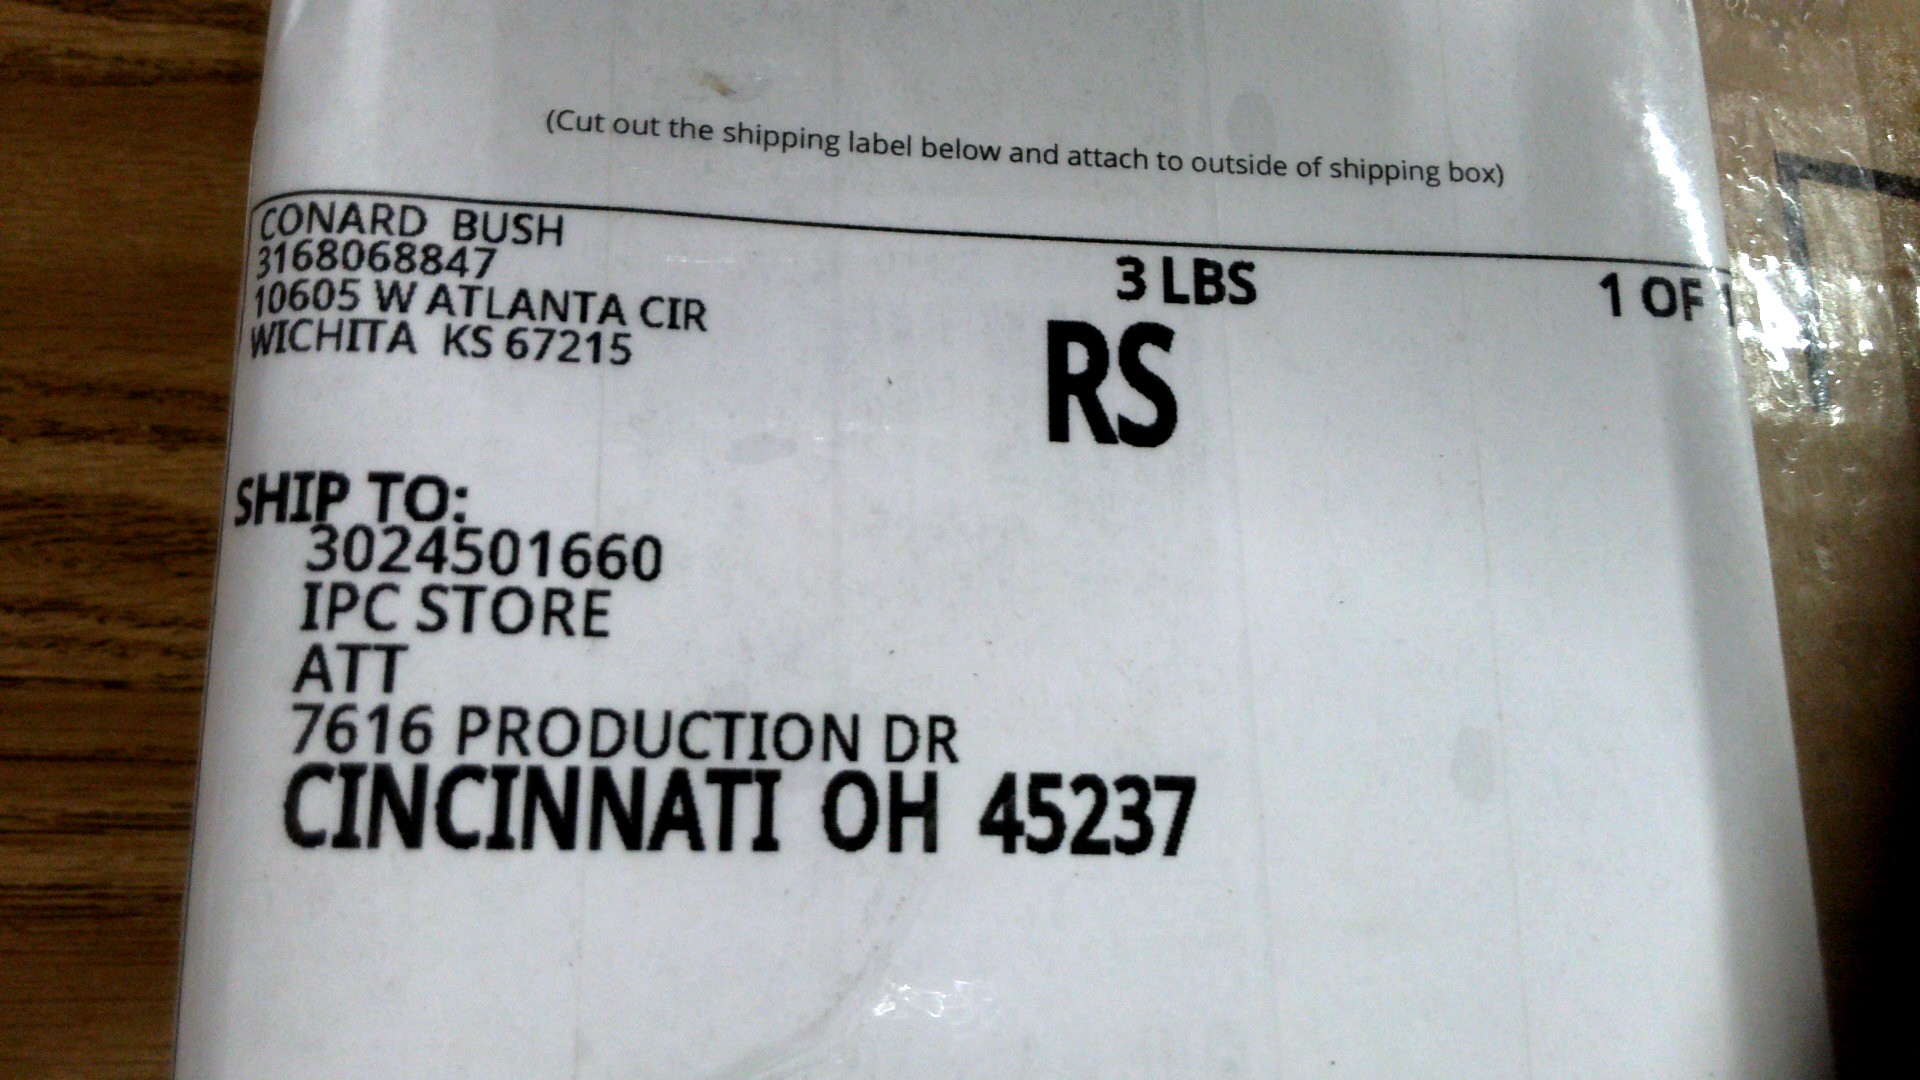 (Cut out the shipping label below and attach to outside of shipping box)
CONARD BUSH
3168068847
10605 W ATLANTA CIR
WICHITA KS 67215
3 LBS
1 OF 1
RS
SHIP TO:
3024501660
IPC STORE
ATT
7616 PRODUCTION DR
CINCINNATI OH 45237